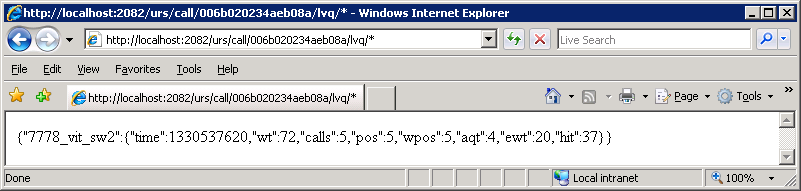 http://localhost:2082/urs/call/006b020234aeb08a/lvq/* - Windows Internet Explorer
http://localhost:2082/urs/call/006b020234aeb08a/lvq/*
Live Search
File Edit View Favorites Tools Help
http://localhost:2082/urs/call/006b020234aeb08a/lvq/*
Page Tools
{"7778_vit_sw2":{"time":1330537620,"wt":72,"calls":5,"pos":5,"wpos":5,"aqt":4,"ewt":20,"hit":37}}
Done Local intranet 100%